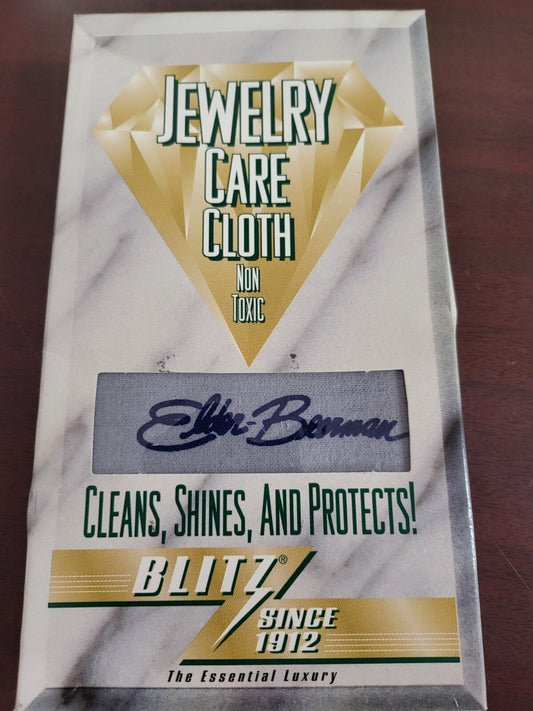 JEWELRY
CARE
CLOTH
NON
TOXIC
Elder-Beerman
CLEANS, SHINES, AND PROTECTS!
BLITZ®
SINCE
1912
The Essential Luxury